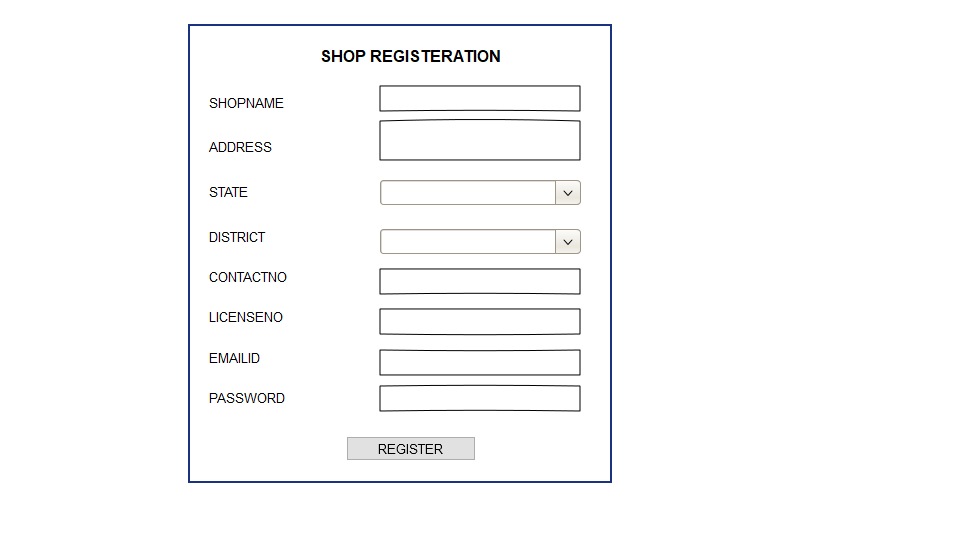 SHOP REGISTERATION
SHOPNAME
ADDRESS
STATE
DISTRICT
CONTACTNO
LICENSENO
EMAILID
PASSWORD
REGISTER